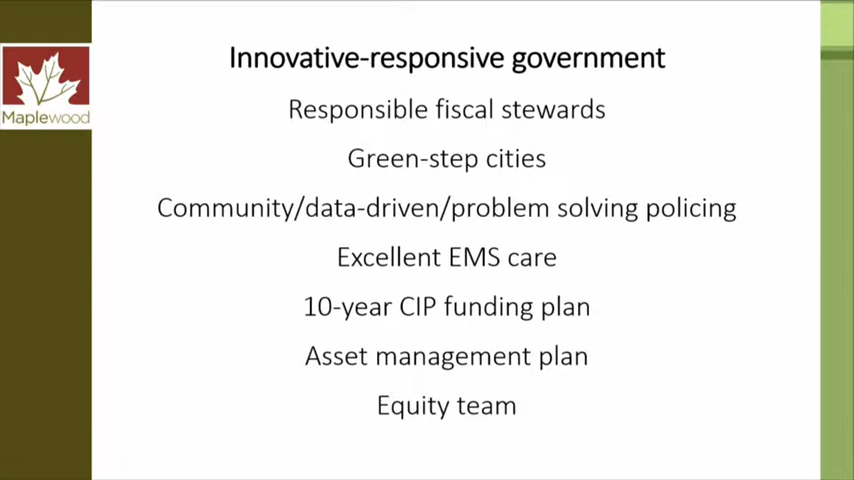 Innovative-responsive government
Maplewood
Responsible fiscal stewards
Green-step cities
Community/data-driven/problem solving policing
Excellent EMS care
10-year CIP funding plan
Asset management plan
Equity team